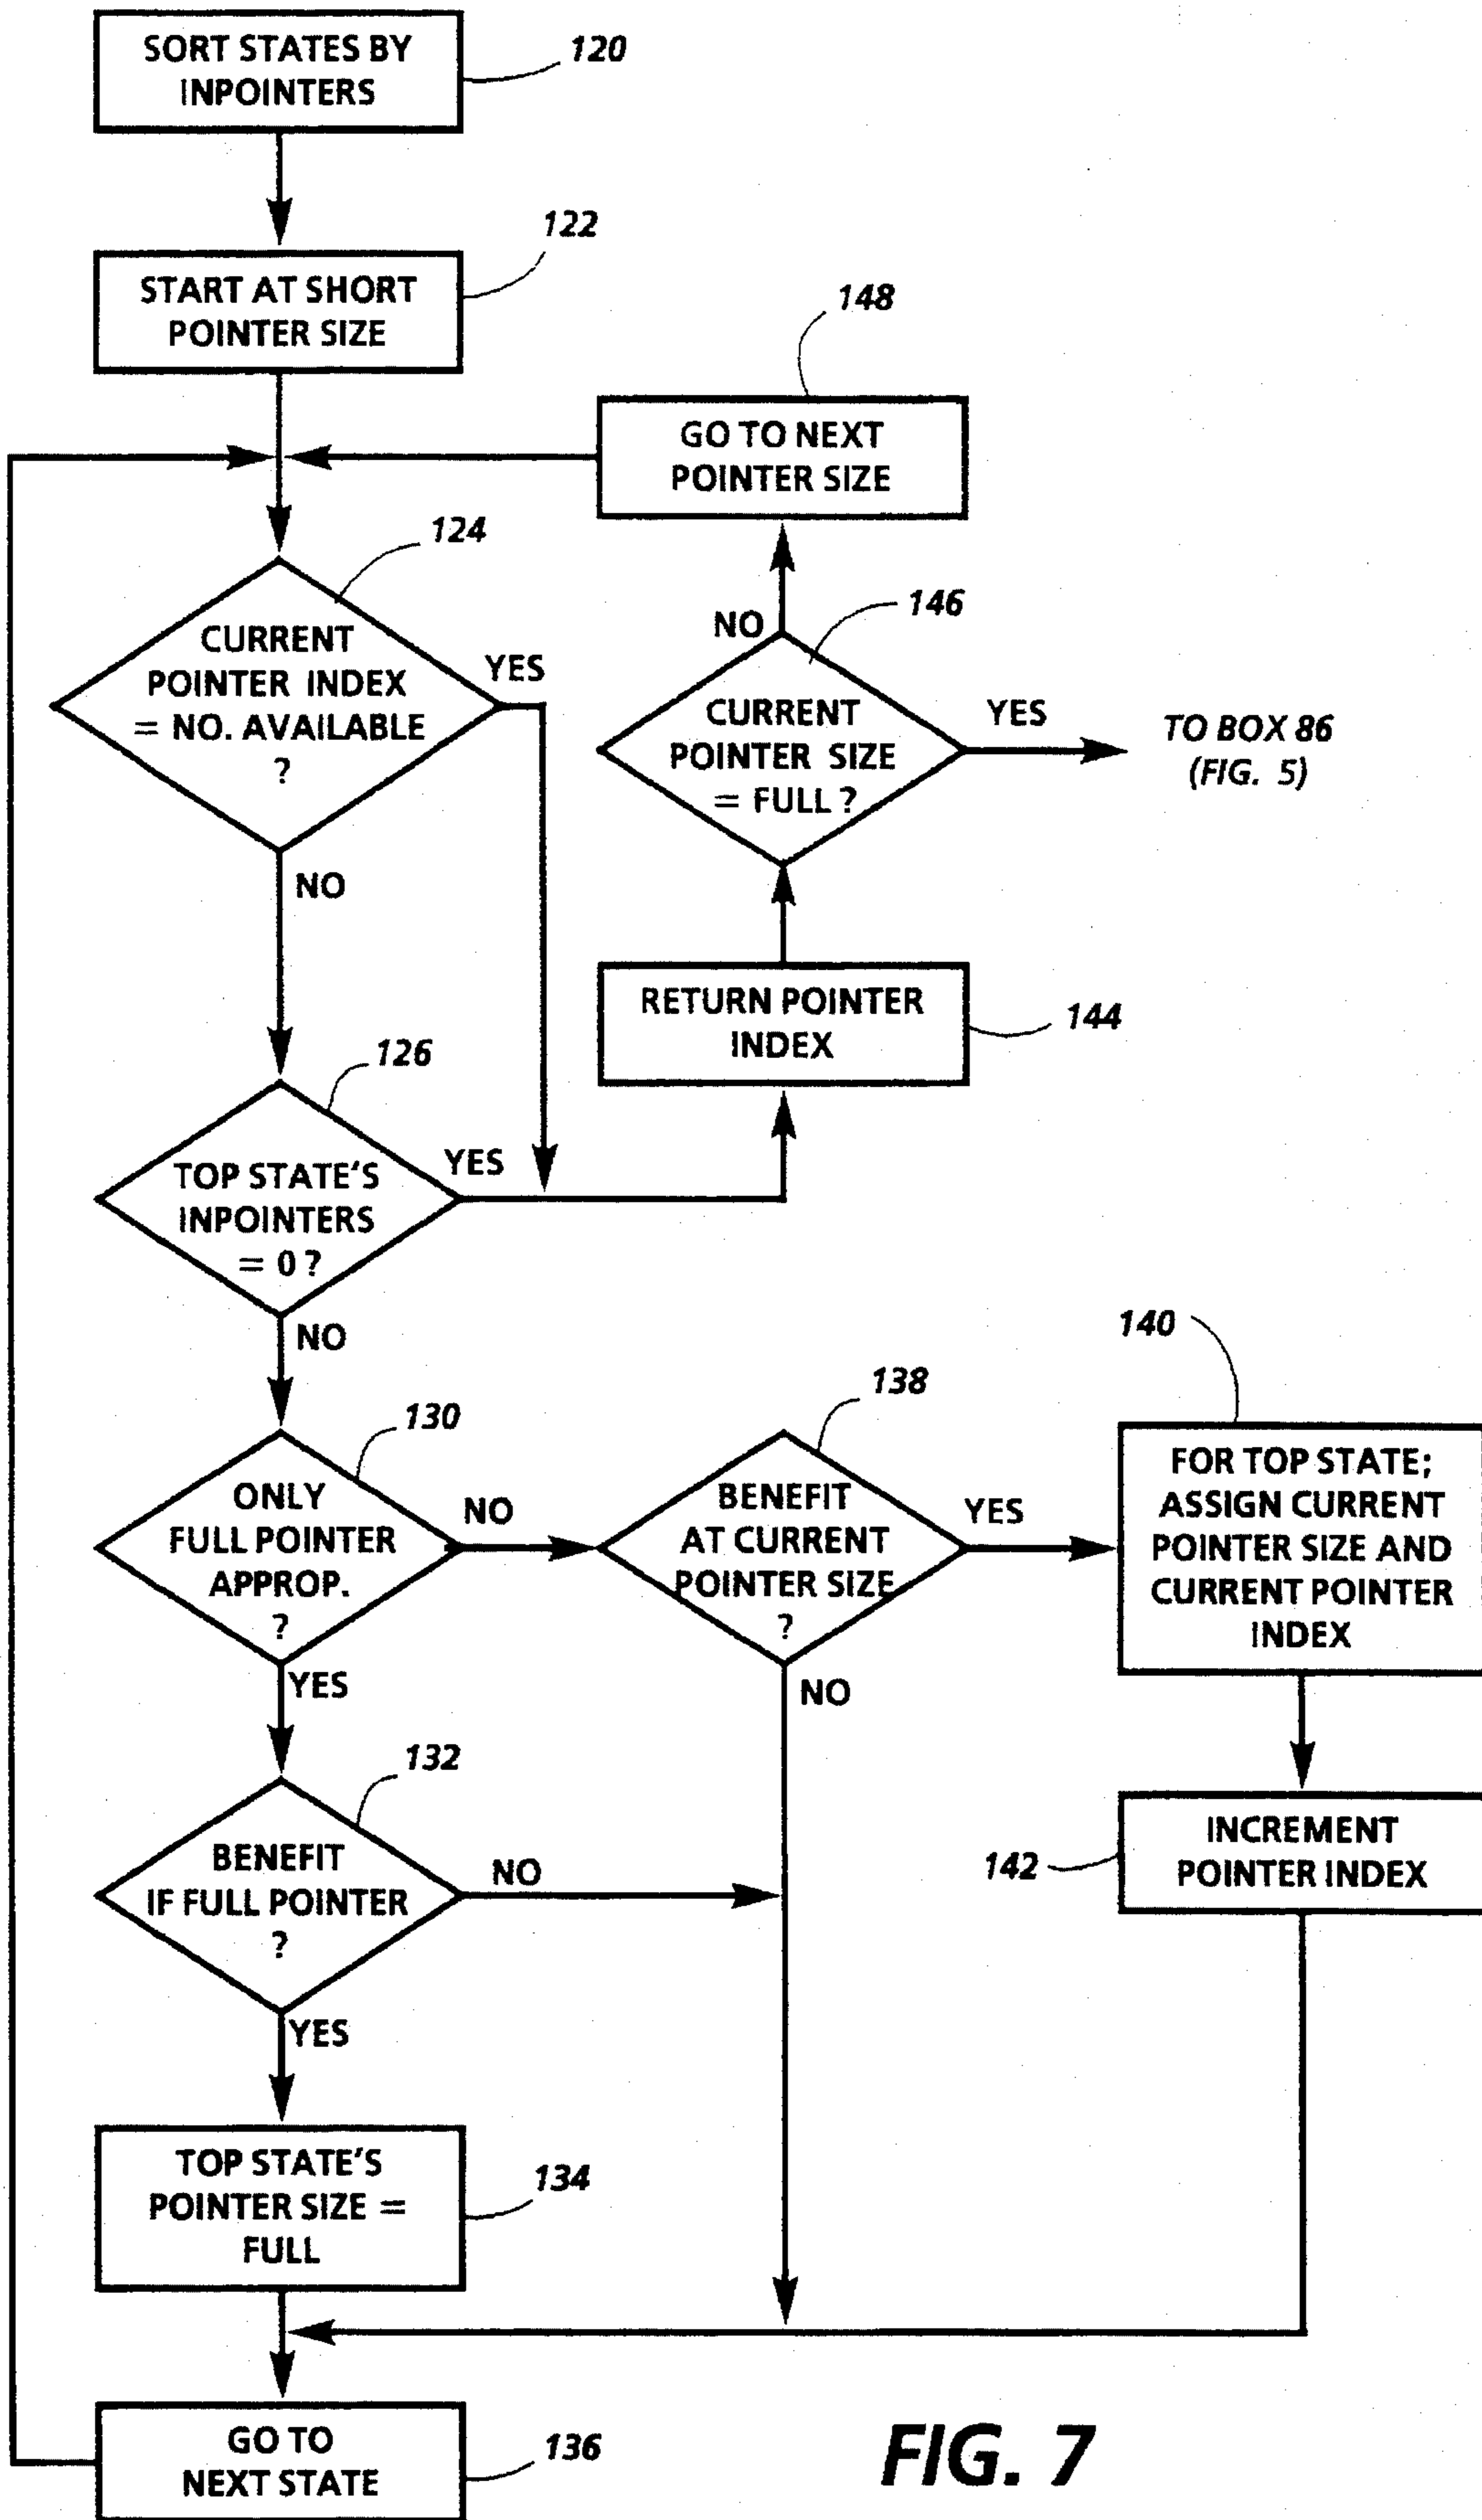 SORT STATES BY
INPOINTERS
120
START AT SHORT
POINTER SIZE
122
GO TO NEXT
POINTER SIZE
148
CURRENT
POINTER INDEX
= NO. AVAILABLE
?
124
YES
NO
CURRENT
POINTER SIZE
= FULL ?
146
NO
YES
TO BOX 86
(FIG. 5)
RETURN POINTER
INDEX
144
TOP STATE'S
INPOINTERS
= 0 ?
126
YES
NO
ONLY
FULL POINTER
APPROP.
?
130
NO
YES
BENEFIT
AT CURRENT
POINTER SIZE
?
138
YES
NO
FOR TOP STATE;
ASSIGN CURRENT
POINTER SIZE AND
CURRENT POINTER
INDEX
140
INCREMENT
POINTER INDEX
142
BENEFIT
IF FULL POINTER
?
132
NO
YES
TOP STATE'S
POINTER SIZE =
FULL
134
GO TO
NEXT STATE
136
FIG. 7